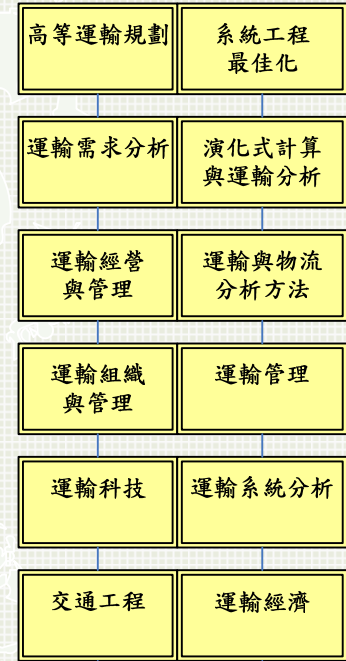 高等運輸規劃
系統工程
最佳化
運輸需求分析
演化式計算
與運輸分析
運輸經營
與管理
運輸與物流
分析方法
運輸組織
與管理
運輸管理
運輸科技
運輸系統分析
交通工程
運輸經濟